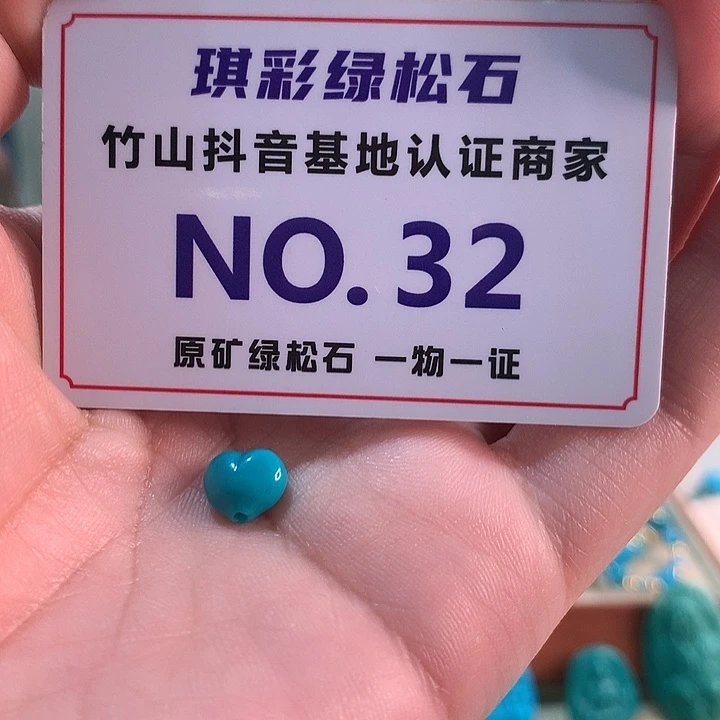 琪彩绿松石
竹山抖音基地认证商家
NO. 32
原矿绿松石 一物一证